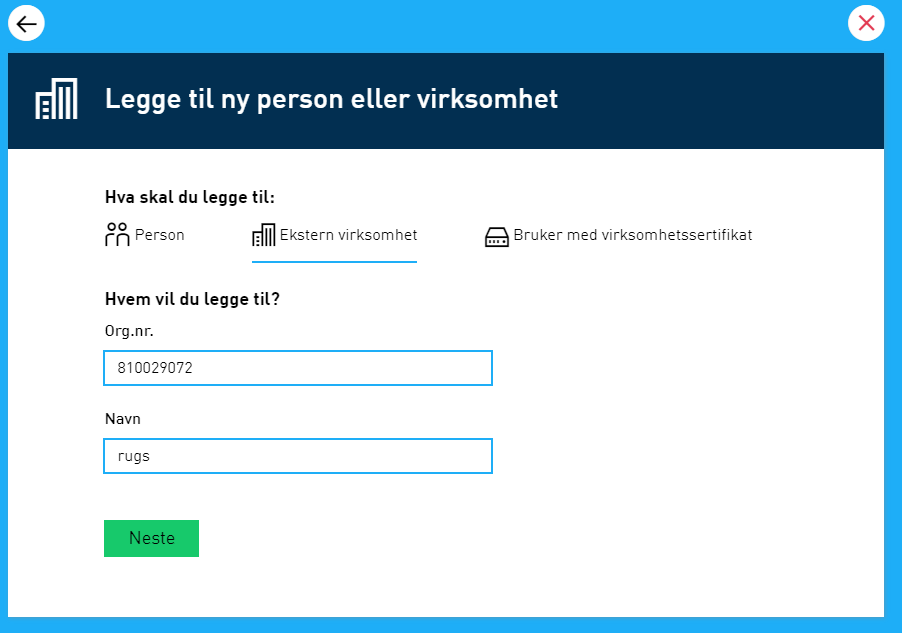 Legge til ny person eller virksomhet
Hva skal du legge til:
Person Ekstern virksomhet Bruker med virksomhetssertifikat
Hvem vil du legge til?
Org.nr.
810029072
Navn
rugs
Neste